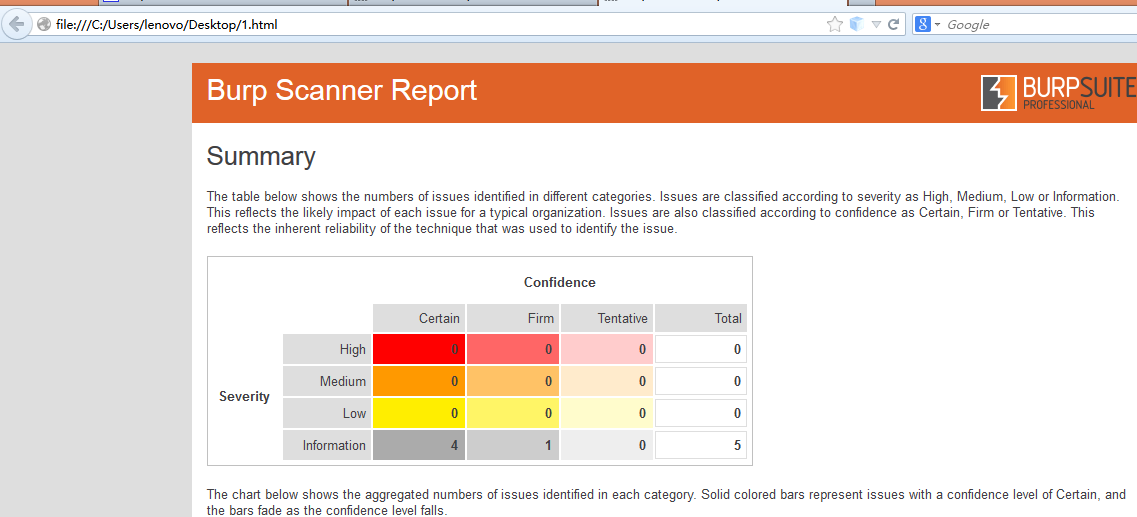 file:///C:/Users/lenovo/Desktop/1.html
Google
Burp Scanner Report
BURPSUITE
PROFESSIONAL
Summary
The table below shows the numbers of issues identified in different categories. Issues are classified according to severity as High, Medium, Low or Information.
This reflects the likely impact of each issue for a typical organization. Issues are also classified according to confidence as Certain, Firm or Tentative. This
reflects the inherent reliability of the technique that was used to identify the issue.
Confidence
Certain Firm Tentative Total
High 0 0 0 0
Medium 0 0 0 0
Severity
Low 0 0 0 0
Information 4 1 0 5
The chart below shows the aggregated numbers of issues identified in each category. Solid colored bars represent issues with a confidence level of Certain, and
the bars fade as the confidence level falls.